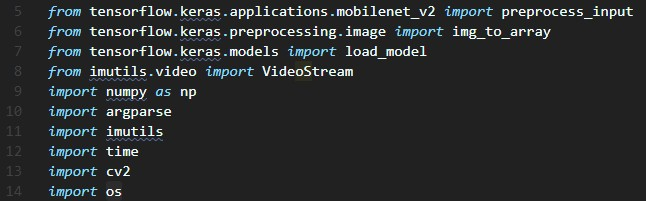 5 from tensorflow.keras.applications.mobilenet_v2 import preprocess_input
6 from tensorflow.keras.preprocessing.image import img_to_array
7 from tensorflow.keras.models import load_model
8 from imutils.video import VideoStream
9 import numpy as np
10 import argparse
11 import imutils
12 import time
13 import cv2
14 import os